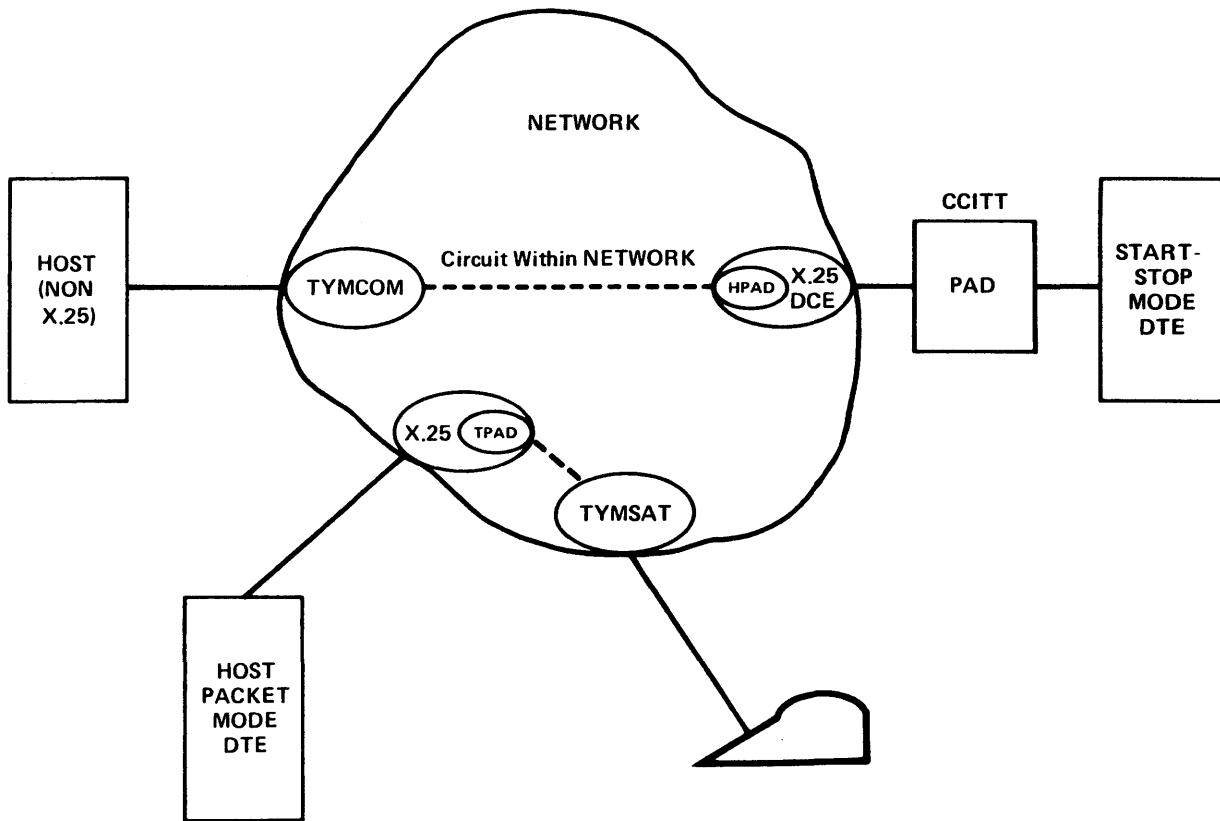 NETWORK
CCITT
HOST
(NON
X.25)
TYMCOM
Circuit Within NETWORK
HPAD
X.25
DCE
PAD
START-
STOP
MODE
DTE
X.25
TPAD
TYMSAT
HOST
PACKET
MODE
DTE